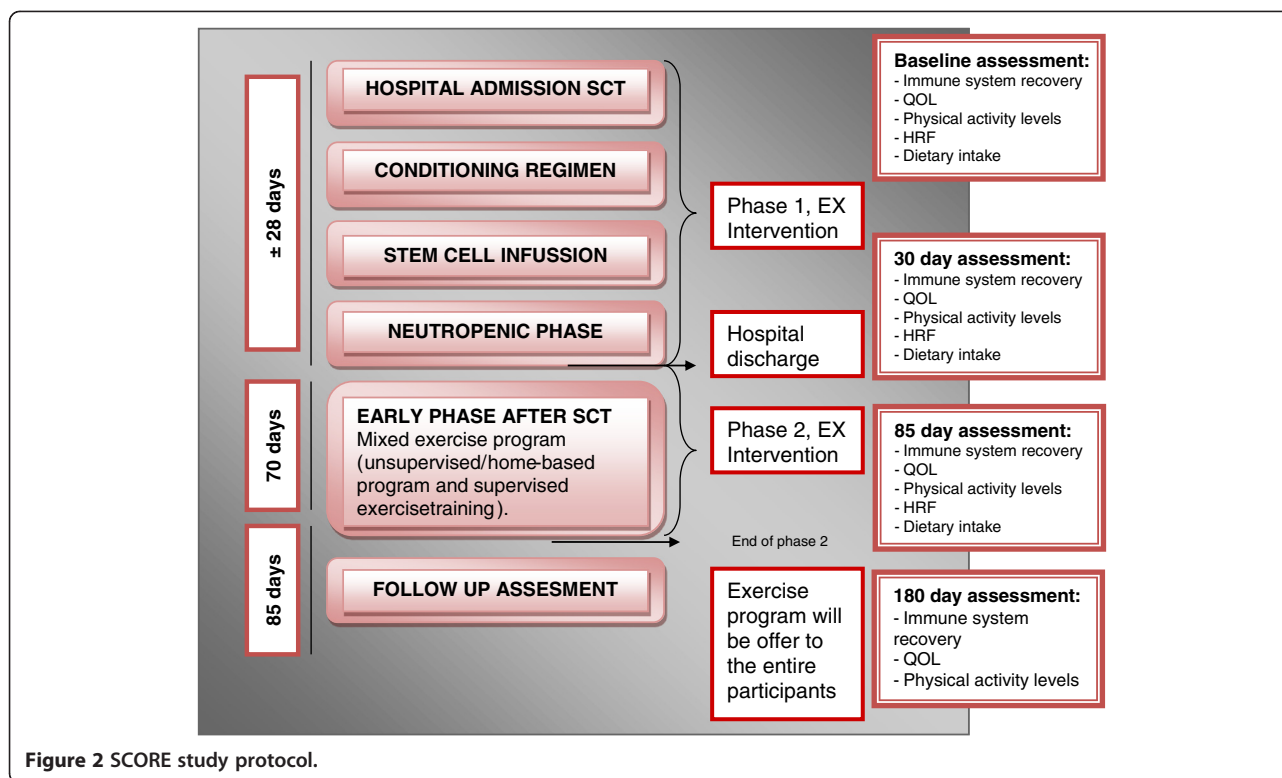 ± 28 days
70 days
85 days
HOSPITAL ADMISSION SCT
CONDITIONING REGIMEN
STEM CELL INFUSSION
NEUTROPENIC PHASE
EARLY PHASE AFTER SCT
Mixed exercise program
(unsupervised/home-based
program and supervised
exercisetraining).
FOLLOW UP ASSESMENT
Phase 1, EX
Intervention
Hospital
discharge
Phase 2, EX
Intervention
End of phase 2
Exercise
program will
be offer to
the entire
participants
Baseline assessment:
- Immune system recovery
- QOL
- Physical activity levels
- HRF
- Dietary intake
30 day assessment:
- Immune system recovery
- QOL
- Physical activity levels
- HRF
- Dietary intake
85 day assessment:
- Immune system recovery
- QOL
- Physical activity levels
- HRF
- Dietary intake
180 day assessment:
- Immune system
recovery
- QOL
- Physical activity levels
Figure 2 SCORE study protocol.